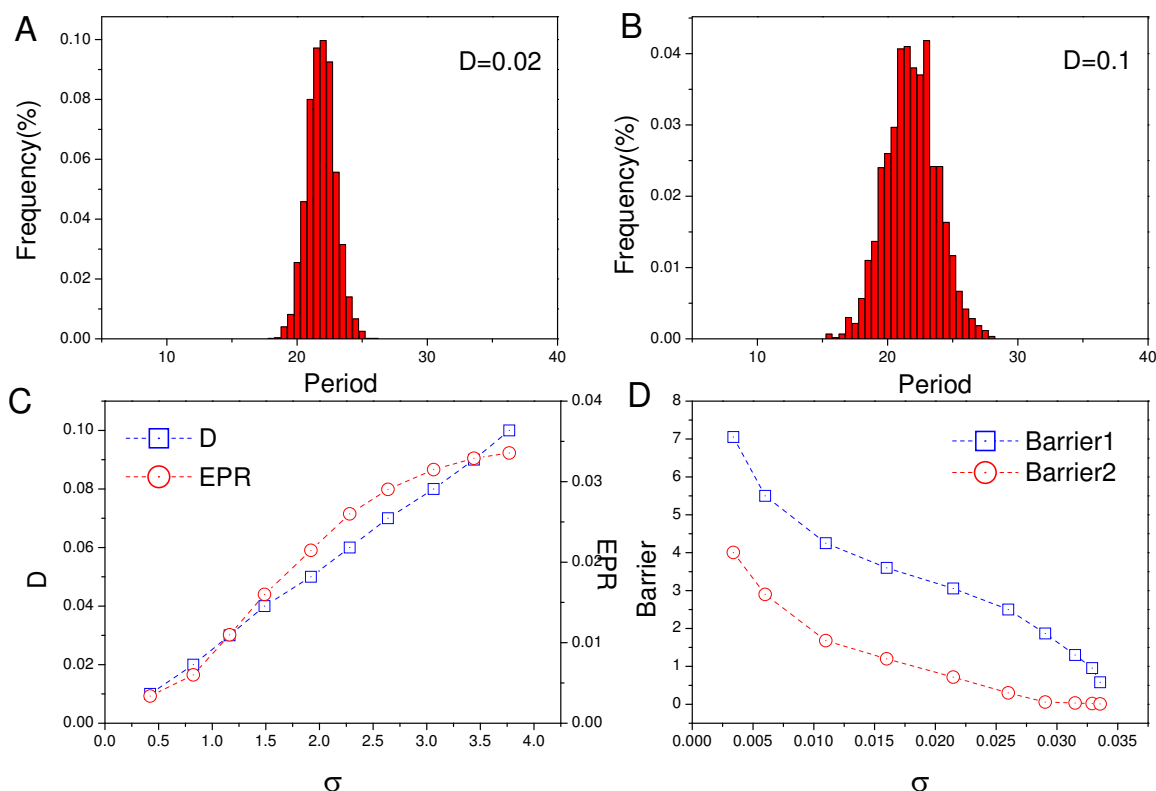 A
D=0.02
Frequency(%)
0.10
0.08
0.06
0.04
0.02
0.00
10
20
30
40
Period
B
D=0.1
Frequency(%)
0.04
0.03
0.02
0.01
0.00
10
20
30
40
Period
C
D
EPR
D
0.10
0.08
0.06
0.04
0.02
0.00
0.0
0.5
1.0
1.5
2.0
2.5
3.0
3.5
4.0
σ
0.04
0.03
0.02
0.01
0.00
EPR
D
Barrier1
Barrier2
Barrier
8
7
6
5
4
3
2
1
0
0.000
0.005
0.010
0.015
0.020
0.025
0.030
0.035
σ